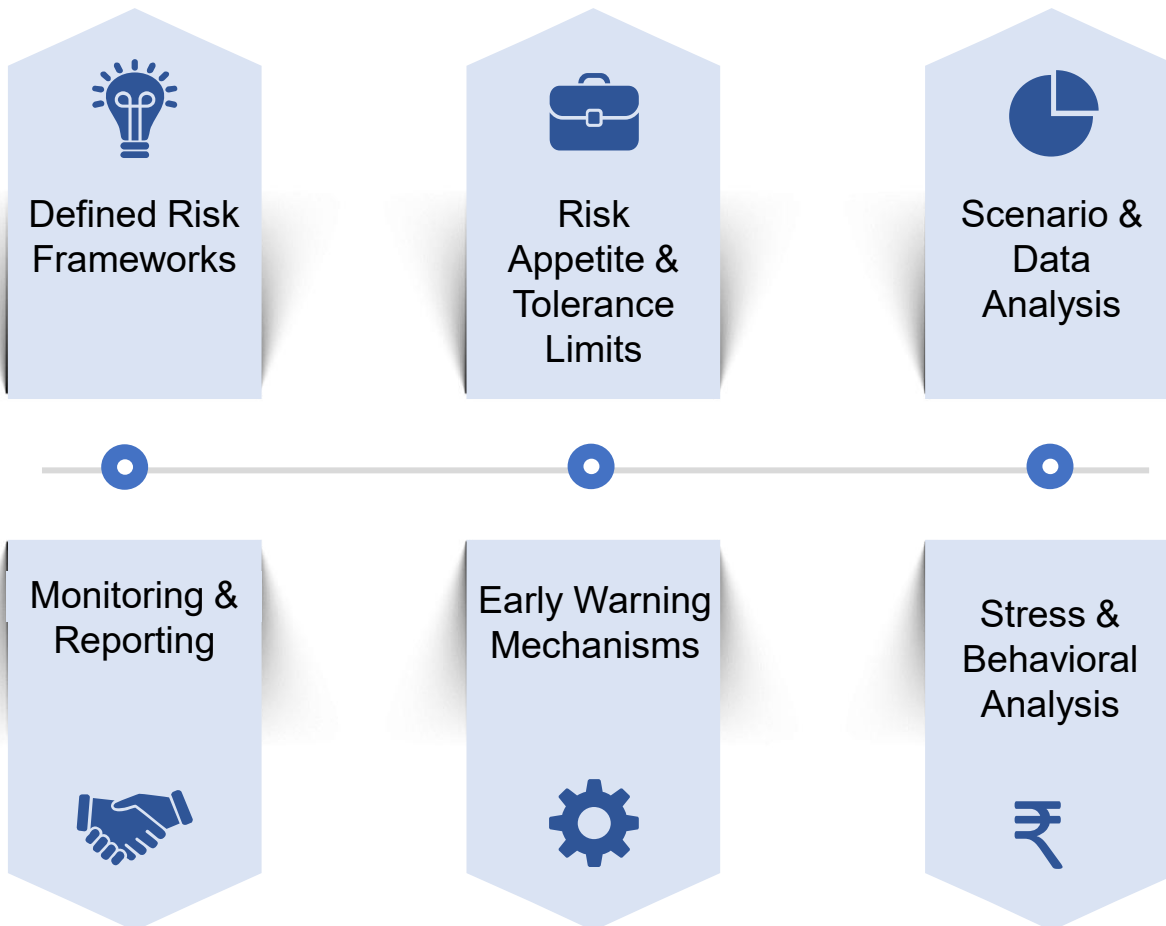 Defined Risk
Frameworks
Risk
Appetite &
Tolerance
Limits
Scenario &
Data
Analysis
Monitoring &
Reporting
Early Warning
Mechanisms
Stress &
Behavioral
Analysis
₹